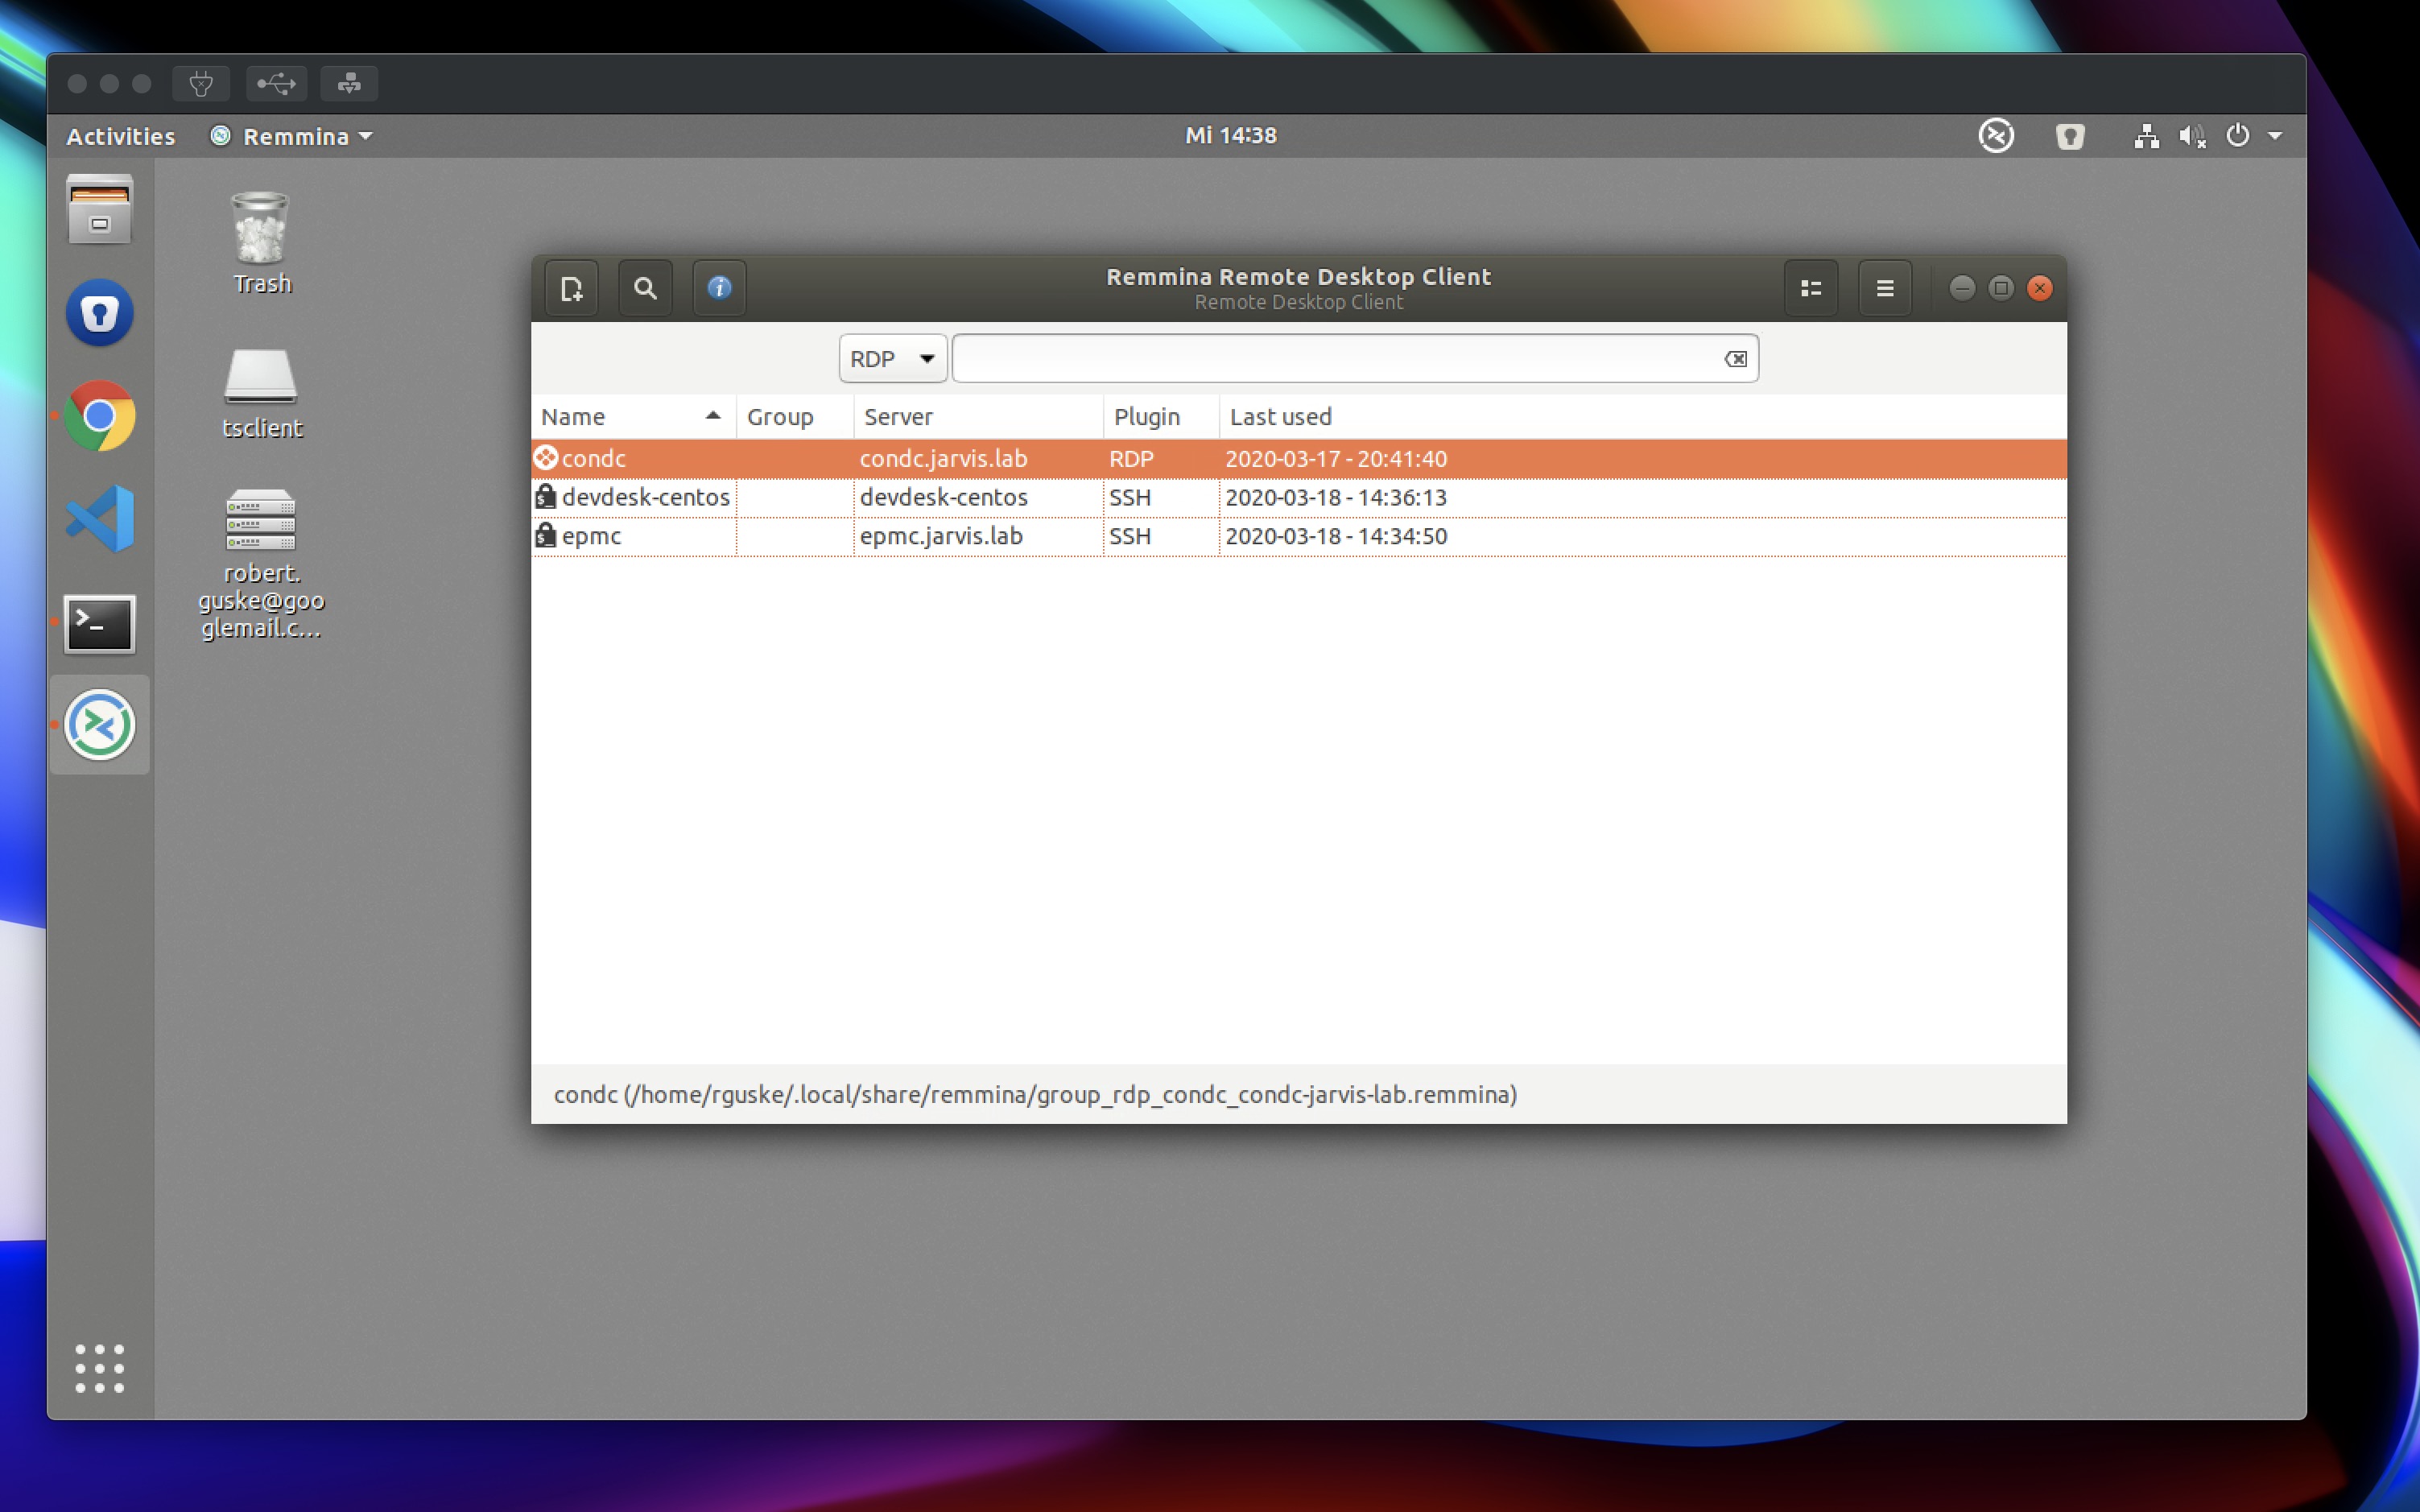 Activities Remmina Mi 14:38
Trash
tsclient
robert.
guske@goo
glemail.c...
Remmina Remote Desktop Client
Remote Desktop Client
RDP
Name Group Server Plugin Last used
condc condc.jarvis.lab RDP 2020-03-17 - 20:41:40
devdesk-centos devdesk-centos SSH 2020-03-18 - 14:36:13
epmc epmc.jarvis.lab SSH 2020-03-18 - 14:34:50
condc (/home/rguske/.local/share/remmina/group_rdp_condc_condc-jarvis-lab.remmina)